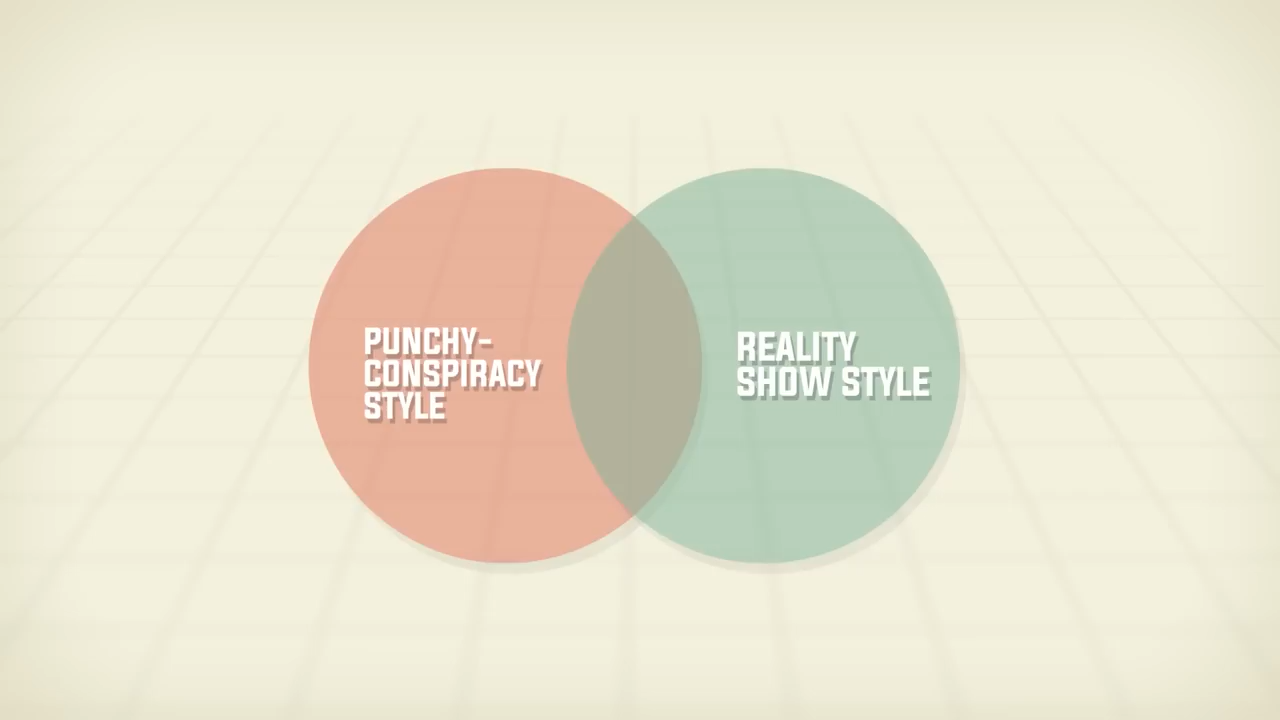 PUNCHY-
CONSPIRACY
STYLE
REALITY
SHOW STYLE